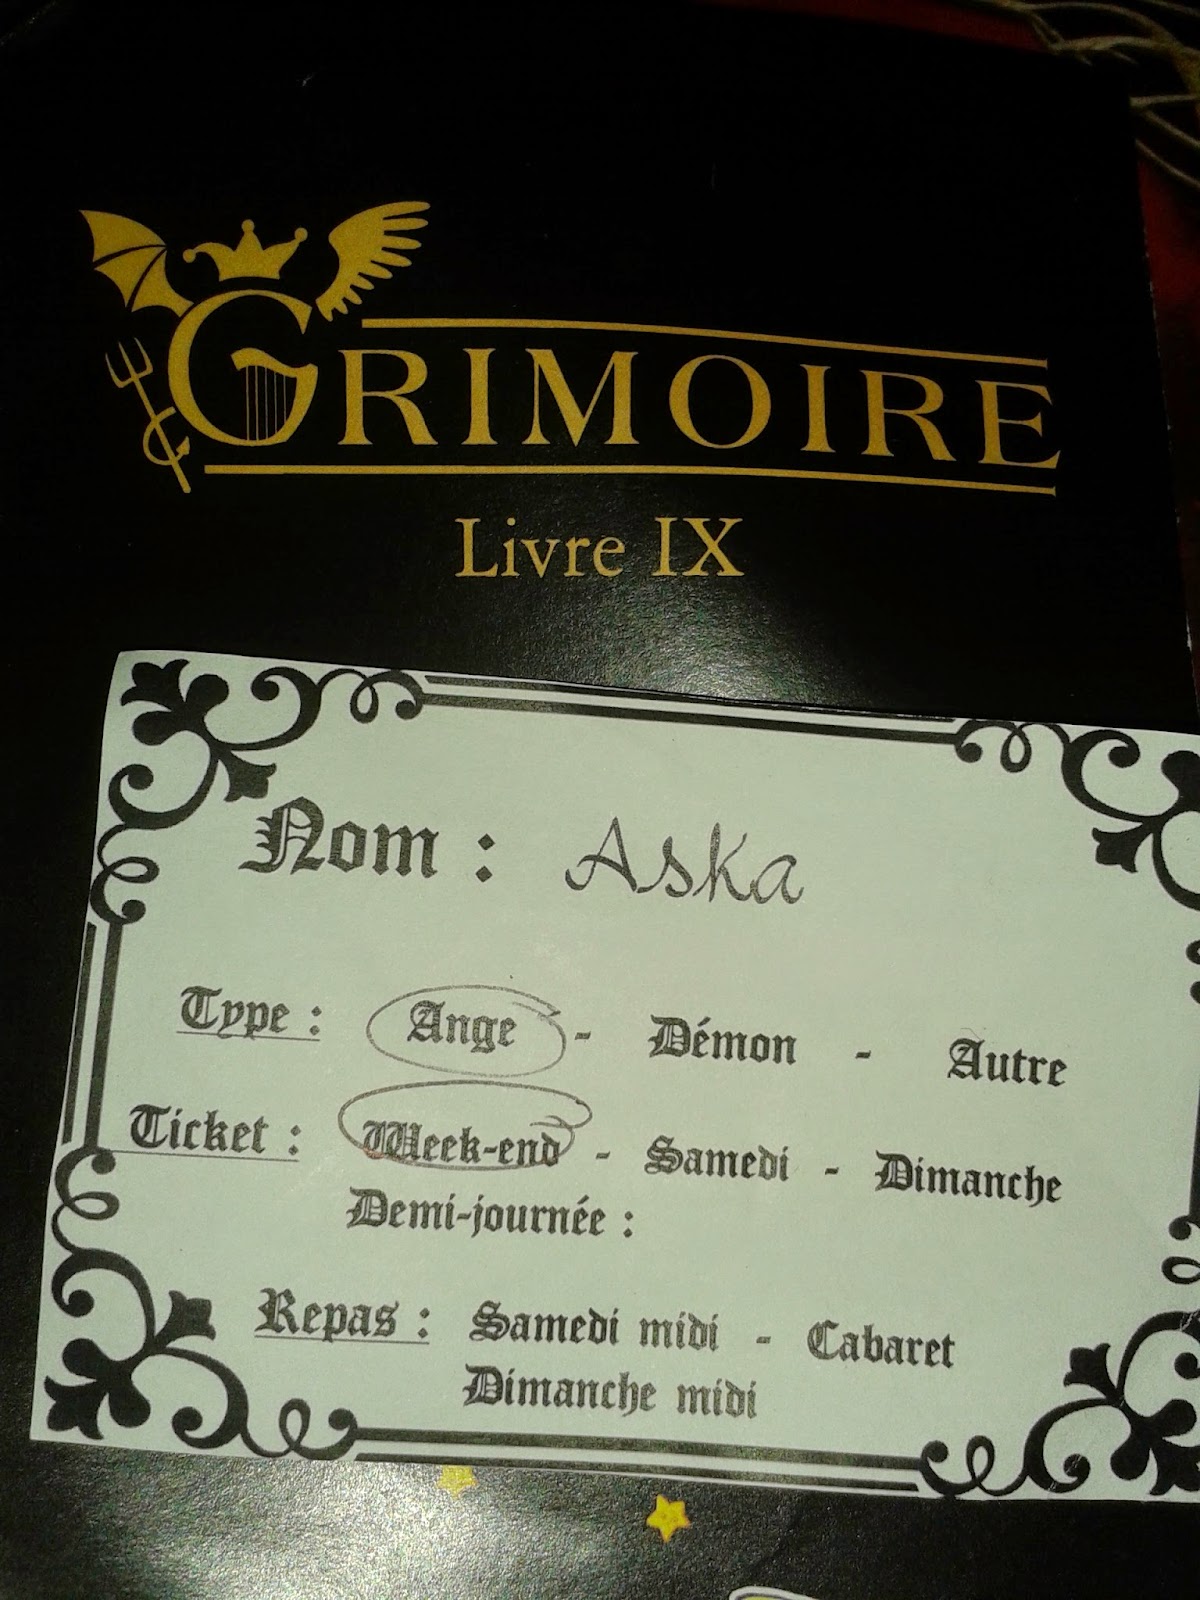 GRIMOIRE
Livre IX
Nom : Aska
Type : Ange - Démon - Autre
Ticket : Week-end - Samedi - Dimanche
Demi-journée :
Repas : Samedi midi - Cabaret
Dimanche midi